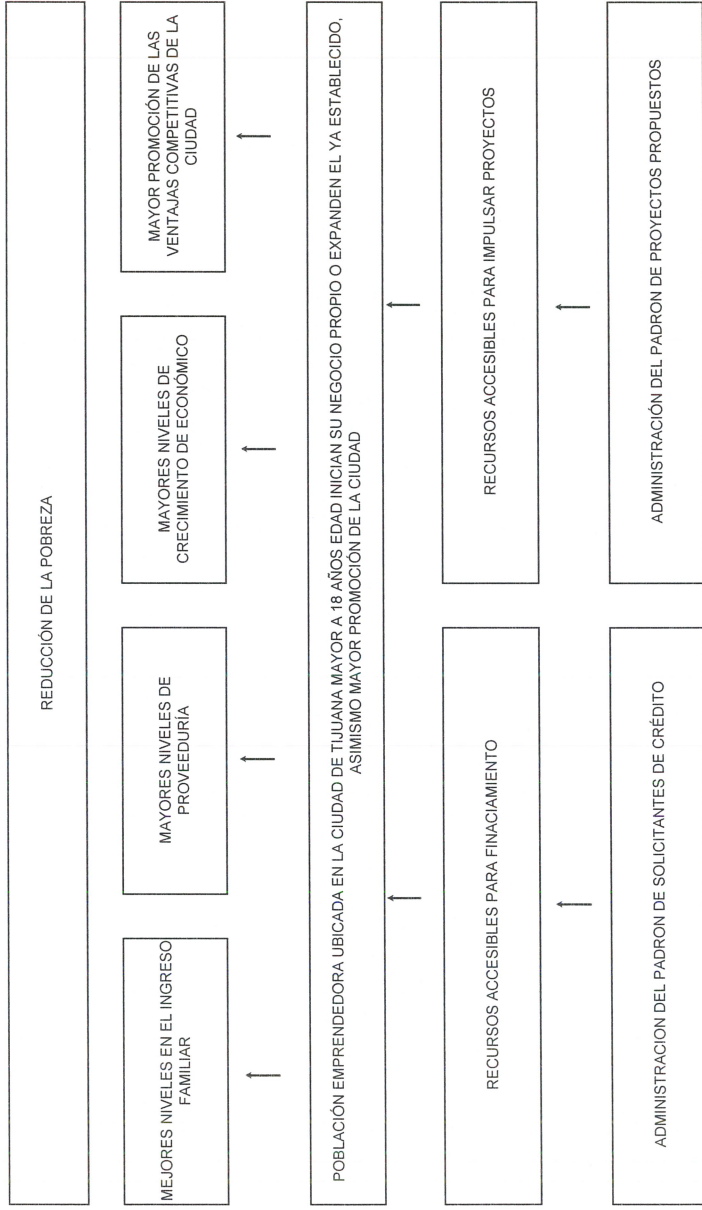 REDUCCIÓN DE LA POBREZA
MEJORES NIVELES EN EL INGRESO
FAMILIAR
MAYORES NIVELES DE
PROVEEDURÍA
MAYORES NIVELES DE
CRECIMIENTO DE ECONÓMICO
MAYOR PROMOCIÓN DE LAS
VENTAJAS COMPETITIVAS DE LA
CIUDAD
POBLACIÓN EMPRENDEDORA UBICADA EN LA CIUDAD DE TIJUANA MAYOR A 18 AÑOS EDAD INICIAN SU NEGOCIO PROPIO O EXPANDEN EL YA ESTABLECIDO,
ASIMISMO MAYOR PROMOCIÓN DE LA CIUDAD
RECURSOS ACCESIBLES PARA FINACIAMIENTO
RECURSOS ACCESIBLES PARA IMPULSAR PROYECTOS
ADMINISTRACION DEL PADRON DE SOLICITANTES DE CRÉDITO
ADMINISTRACIÓN DEL PADRON DE PROYECTOS PROPUESTOS